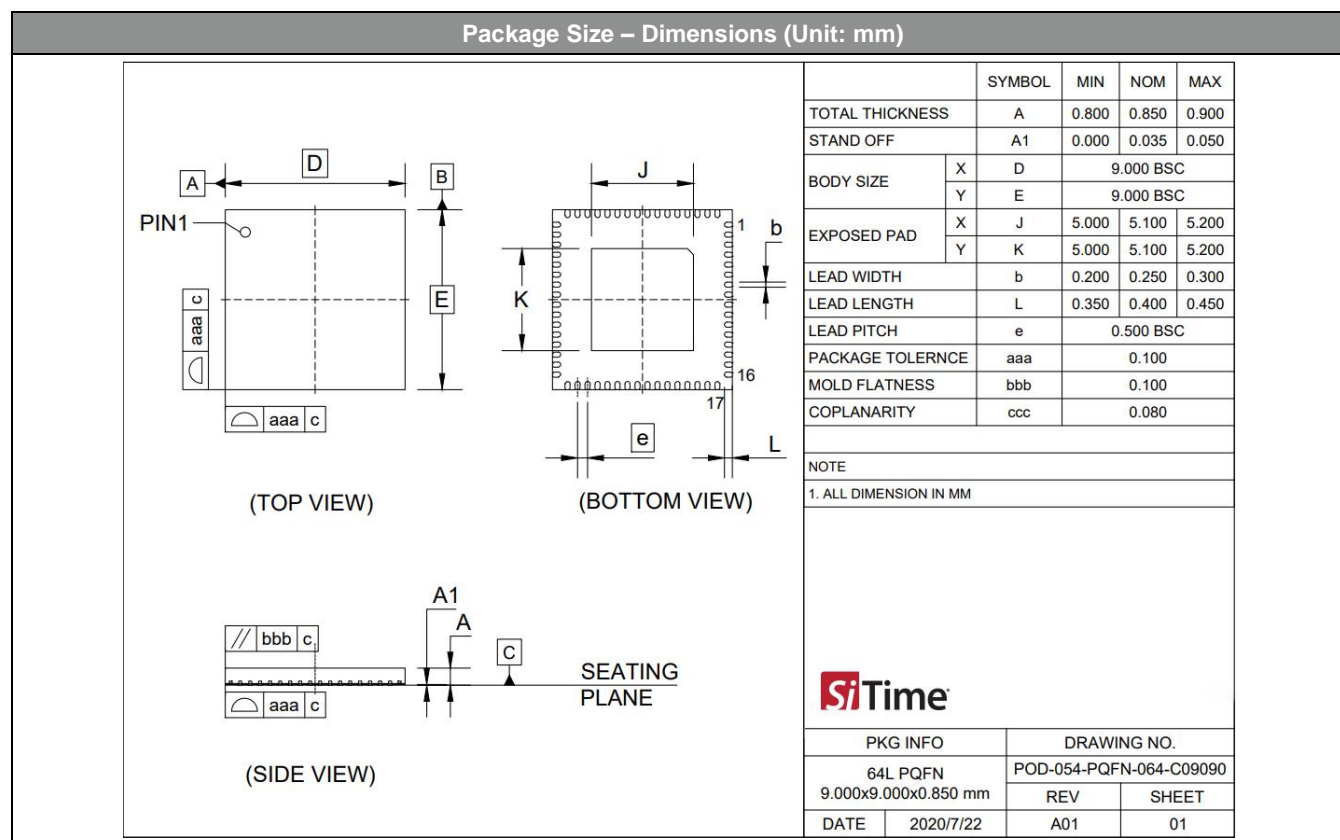 Package Size – Dimensions (Unit: mm)
SYMBOL MIN NOM MAX
TOTAL THICKNESS A 0.800 0.850 0.900
STAND OFF A1 0.000 0.035 0.050
BODY SIZE X D 9.000 BSC
Y E 9.000 BSC
EXPOSED PAD X J 5.000 5.100 5.200
Y K 5.000 5.100 5.200
LEAD WIDTH b 0.200 0.250 0.300
LEAD LENGTH L 0.350 0.400 0.450
LEAD PITCH e 0.500 BSC
PACKAGE TOLERNCE aaa 0.100
MOLD FLATNESS bbb 0.100
COPLANARITY ccc 0.080
NOTE
1. ALL DIMENSION IN MM
A
D
B
PIN1
E
aaa c
aaa c
(TOP VIEW)
J
1
b
K
16
17
e
L
(BOTTOM VIEW)
A1
A
bbb c
C
SEATING
PLANE
aaa c
(SIDE VIEW)
SiTime
PKG INFO DRAWING NO.
64L PQFN
9.000x9.000x0.850 mm
POD-054-PQFN-064-C09090
REV SHEET
DATE 2020/7/22 A01 01